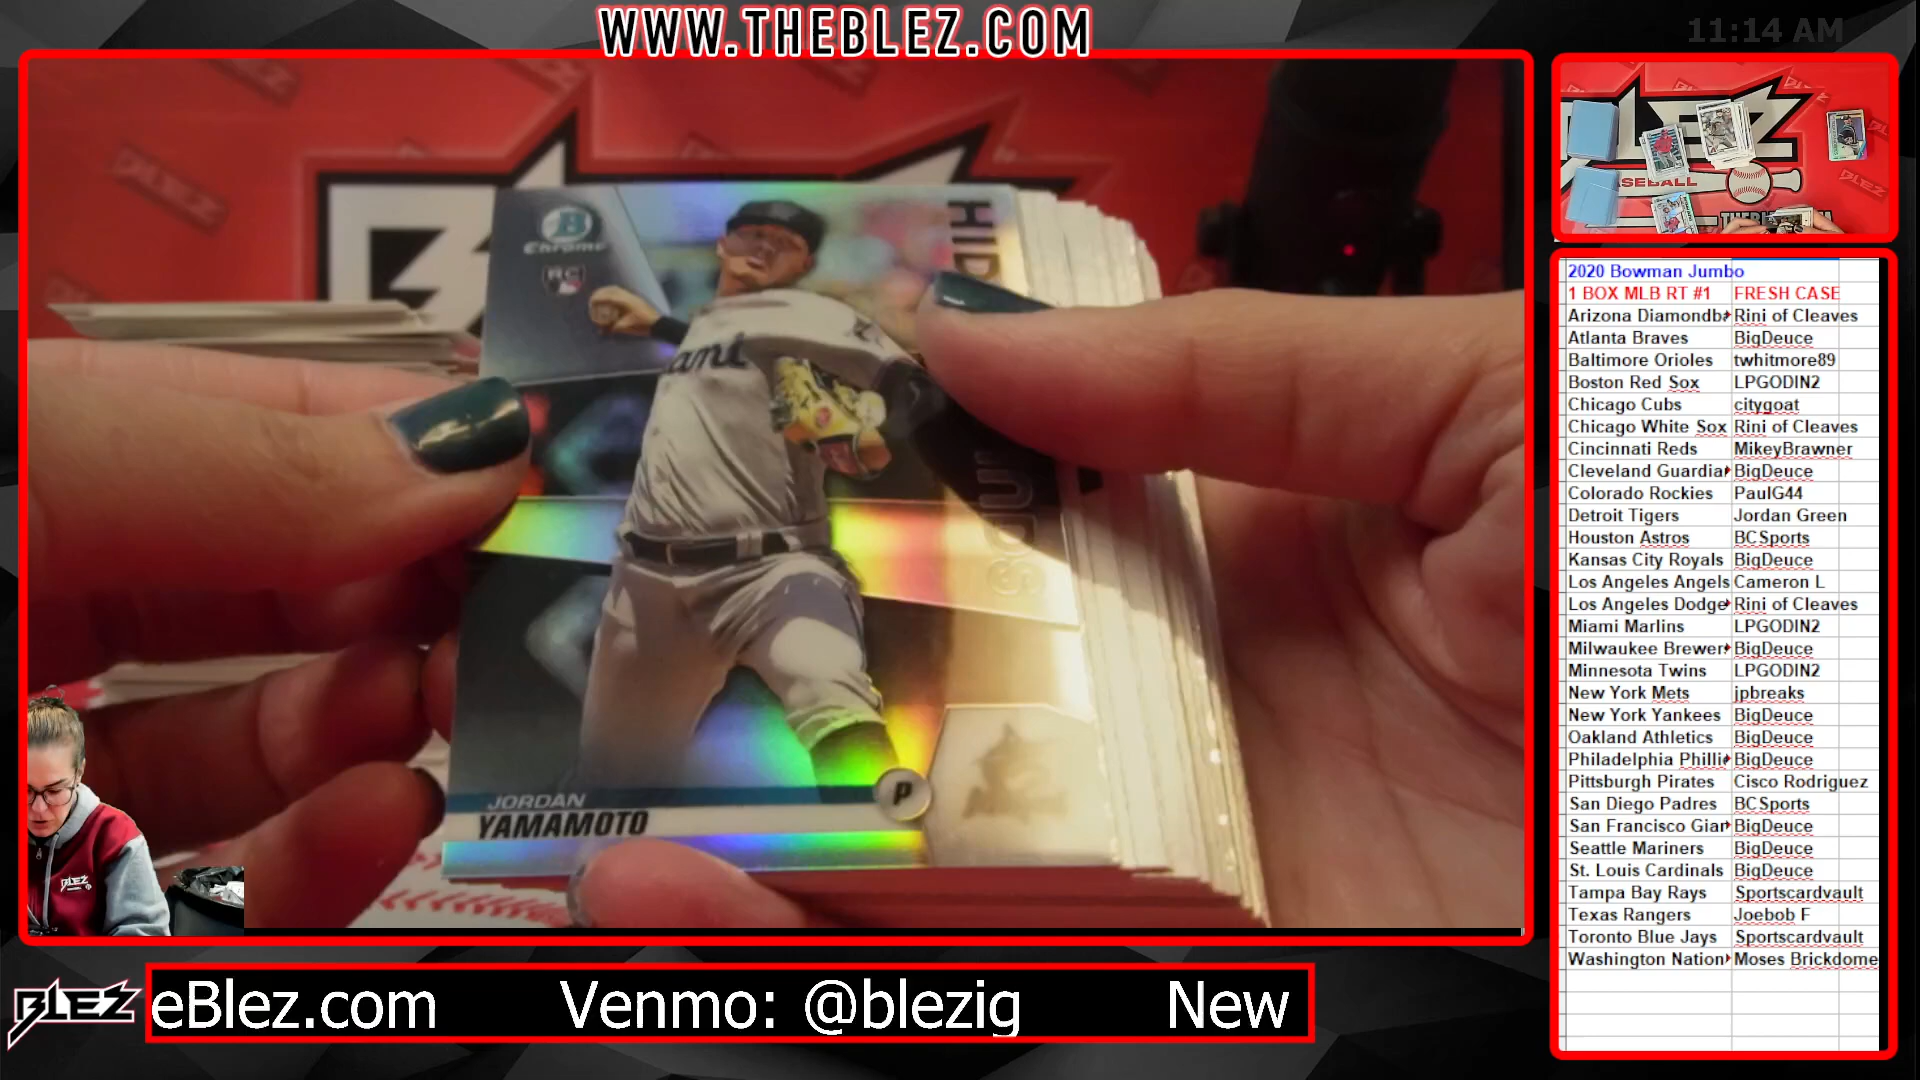 WWW.THEBLEZ.COM
11:14 AM
BLEZ
Chrome
RC
JORDAN
YAMAMOTO
P
BLEZ
BASEBALL
BLEZ
2020 Bowman Jumbo
1 BOX MLB RT #1 FRESH CASE
Arizona Diamondba Rini of Cleaves
Atlanta Braves BigDeuce
Baltimore Orioles twhitmore89
Boston Red Sox LPGODIN2
Chicago Cubs citygoat
Chicago White Sox Rini of Cleaves
Cincinnati Reds MikeyBrawner
Cleveland Guardia BigDeuce
Colorado Rockies PaulG44
Detroit Tigers Jordan Green
Houston Astros BCSports
Kansas City Royals BigDeuce
Los Angeles Angels Cameron L
Los Angeles Dodge Rini of Cleaves
Miami Marlins LPGODIN2
Milwaukee Brewer BigDeuce
Minnesota Twins LPGODIN2
New York Mets jpbreaks
New York Yankees BigDeuce
Oakland Athletics BigDeuce
Philadelphia Phillie BigDeuce
Pittsburgh Pirates Cisco Rodriguez
San Diego Padres BCSports
San Francisco Gian BigDeuce
Seattle Mariners BigDeuce
St. Louis Cardinals BigDeuce
Tampa Bay Rays Sportscardvault
Texas Rangers Joebob F
Toronto Blue Jays Sportscardvault
Washington Nation Moses Brickdome
BLEZ
eBlez.com Venmo: @blezig New